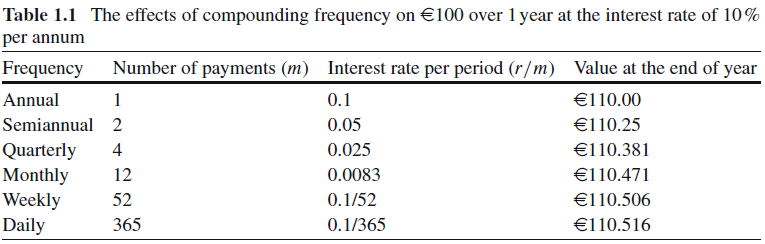 Table 1.1 The effects of compounding frequency on €100 over 1 year at the interest rate of 10 %
per annum
Frequency Number of payments (m) Interest rate per period (r/m) Value at the end of year
Annual 1 0.1 €110.00
Semiannual 2 0.05 €110.25
Quarterly 4 0.025 €110.381
Monthly 12 0.0083 €110.471
Weekly 52 0.1/52 €110.506
Daily 365 0.1/365 €110.516